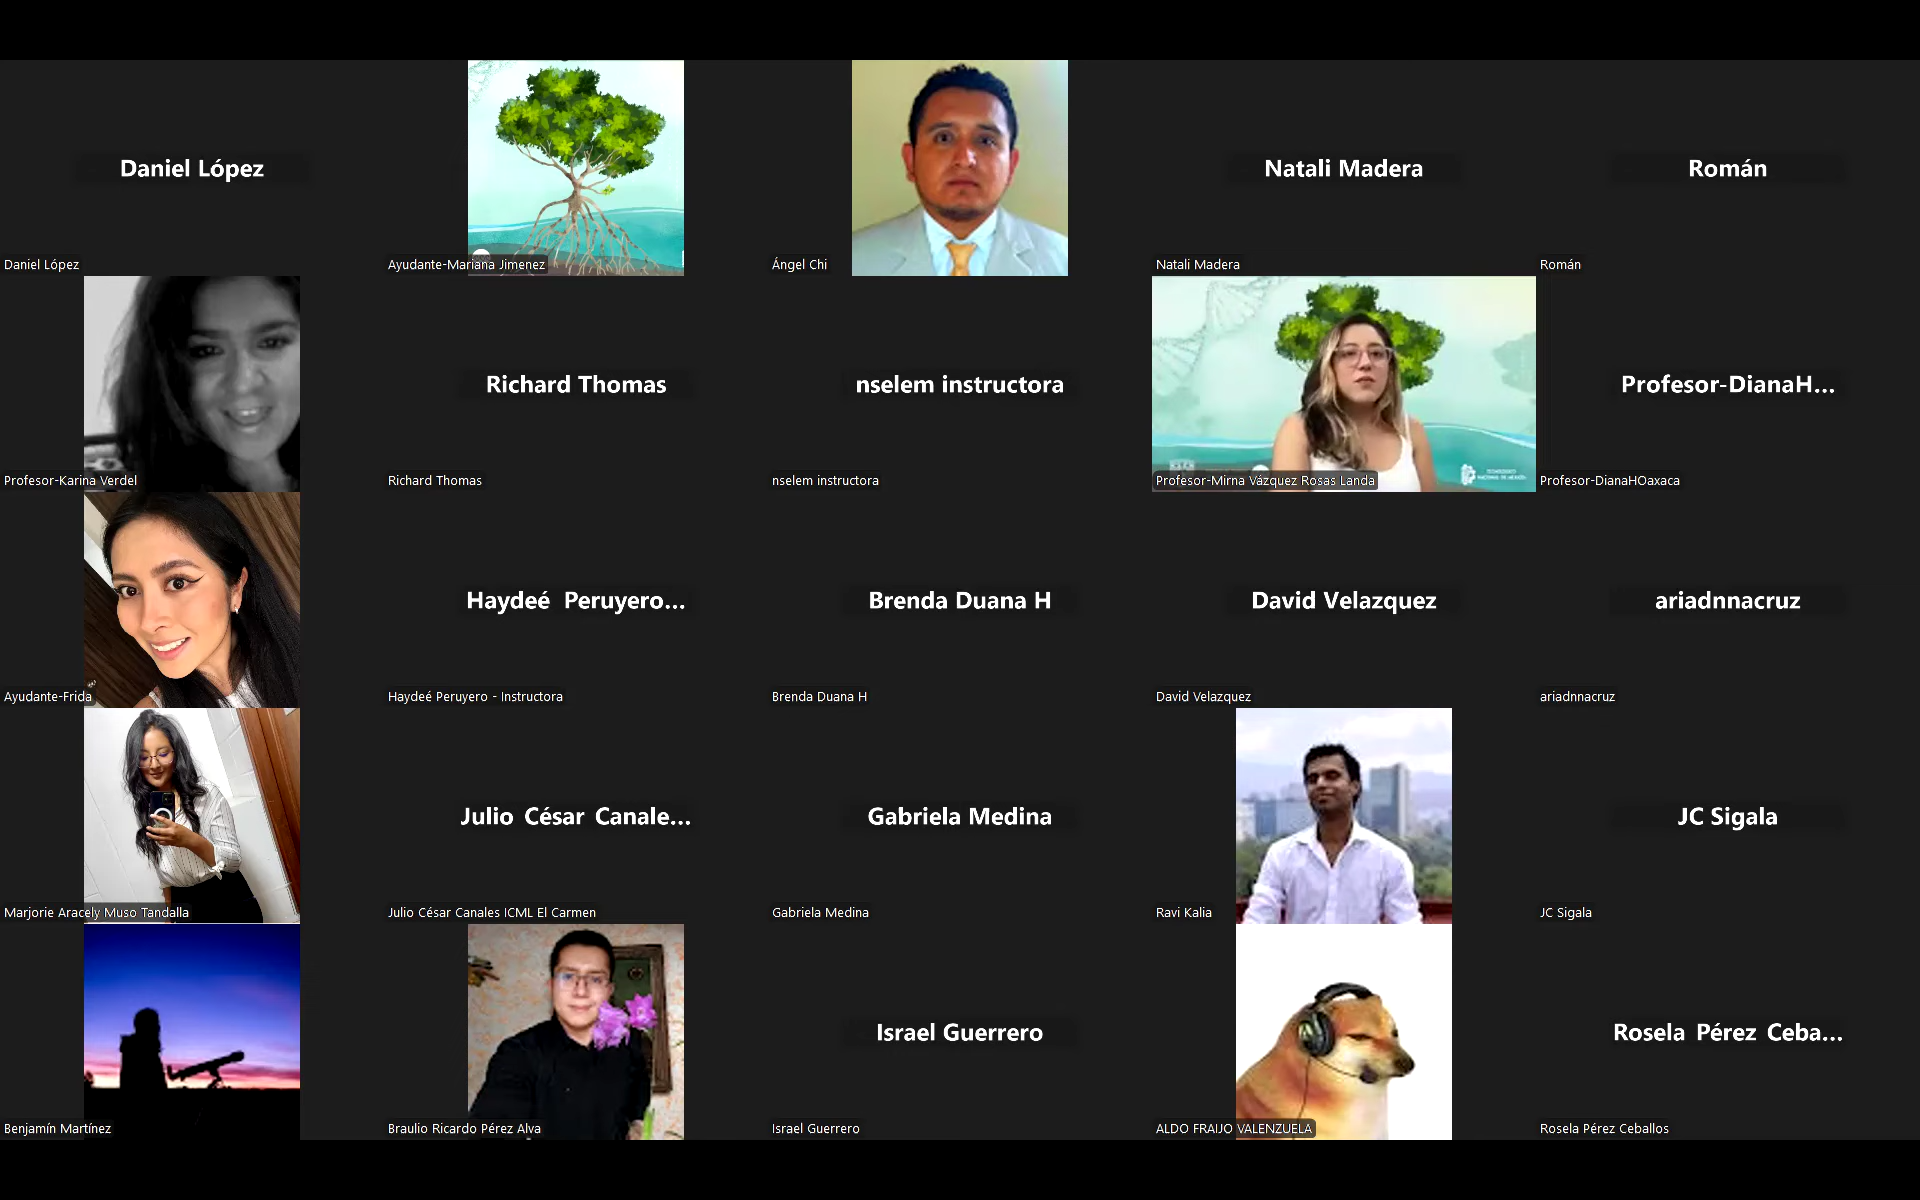 Daniel López
Natali Madera
Román
Daniel López
Ayudante-Mariana Jimenez
Ángel Chi
Natali Madera
Román
Richard Thomas
nselem instructora
Profesor-DianaH...
Profesor-Karina Verdel
Richard Thomas
nselem instructora
Profesor-Mirna Vázquez Rosas Landa
Profesor-DianaHOaxaca
Haydeé Peruyero...
Brenda Duana H
David Velazquez
ariadnnacruz
Ayudante-Frida
Haydeé Peruyero - Instructora
Brenda Duana H
David Velazquez
ariadnnacruz
Julio César Canale...
Gabriela Medina
JC Sigala
Marjorie Aracely Muso Tandalla
Julio César Canales ICML El Carmen
Gabriela Medina
Ravi Kalia
JC Sigala
Israel Guerrero
Rosela Pérez Ceba...
Benjamín Martínez
Braulio Ricardo Pérez Alva
Israel Guerrero
ALDO FRAIJO VALENZUELA
Rosela Pérez Ceballos